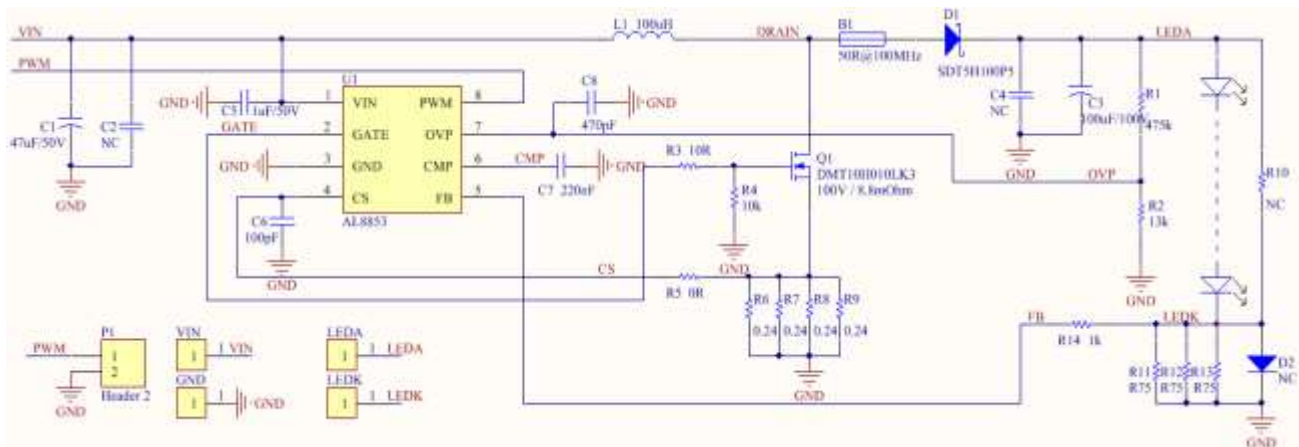 VIN
L1 100uH
DRAIN
B1
50R@100MHz
D1
SDT5H100P5
LEDA
PWM
U1
C1
47uF/50V
C2
NC
GND
GND
C5 1uF/50V
GATE
GND
1 VIN PWM 8
2 GATE OVP 7
3 GND CMP 6
4 CS FB 5
AL8853
C8
470pF
GND
CMP
C7 220nF
GND
C6
100pF
GND
R3 10R
R4
10k
GND
Q1
DMT10H010LK3
100V / 8.8mOhm
C4
NC
C3
100uF/100V
GND
R1
475k
OVP
R2
13k
GND
R10
NC
CS
R5 0R
R6 R7 R8 R9
0.24 0.24 0.24 0.24
GND
FB
R14 1k
LEDK
R11 R12 R13
R75 R75 R75
D2
NC
GND
P1
PWM
1
2
Header 2
GND
VIN
1 1 VIN
GND
1 1 GND
LEDA
1 1 LEDA
LEDK
1 1 LEDK